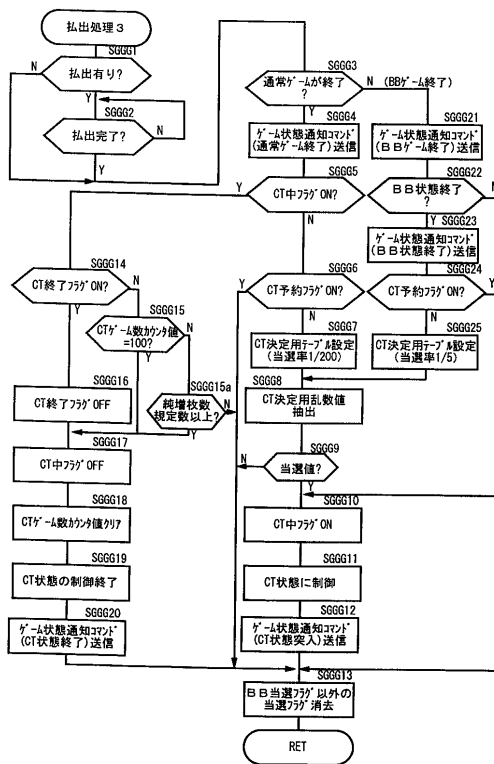 払出処理3
SGGG1
払出有り?
N
Y
SGGG2
払出完了?
N
Y
SGGG3
通常ゲームが終了
?
N
(BBゲーム終了)
Y
SGGG4
ゲーム状態通知コマンド
(通常ゲーム終了)送信
SGGG21
ゲーム状態通知コマンド
(BBゲーム終了)送信
SGGG5
CT中フラグON?
Y
N
SGGG22
BB状態終了
?
N
Y
SGGG23
ゲーム状態通知コマンド
(BB状態終了)送信
SGGG14
CT終了フラグON?
N
Y
SGGG15
CTゲーム数カウンタ値
=100?
N
Y
SGGG15a
純増枚数
規定数以上?
N
Y
SGGG6
CT予約フラグON?
Y
N
SGGG24
CT予約フラグON?
Y
N
SGGG7
CT決定用テーブル設定
(当選率1/200)
SGGG25
CT決定用テーブル設定
(当選率1/5)
SGGG8
CT決定用乱数値
抽出
SGGG9
当選値?
N
Y
SGGG16
CT終了フラグOFF
SGGG17
CT中フラグOFF
SGGG18
CTゲーム数カウンタ値クリア
SGGG19
CT状態の制御終了
SGGG20
ゲーム状態通知コマンド
(CT状態終了)送信
SGGG10
CT中フラグON
SGGG11
CT状態に制御
SGGG12
ゲーム状態通知コマンド
(CT状態突入)送信
SGGG13
BB当選フラグ以外の
当選フラグ消去
RET